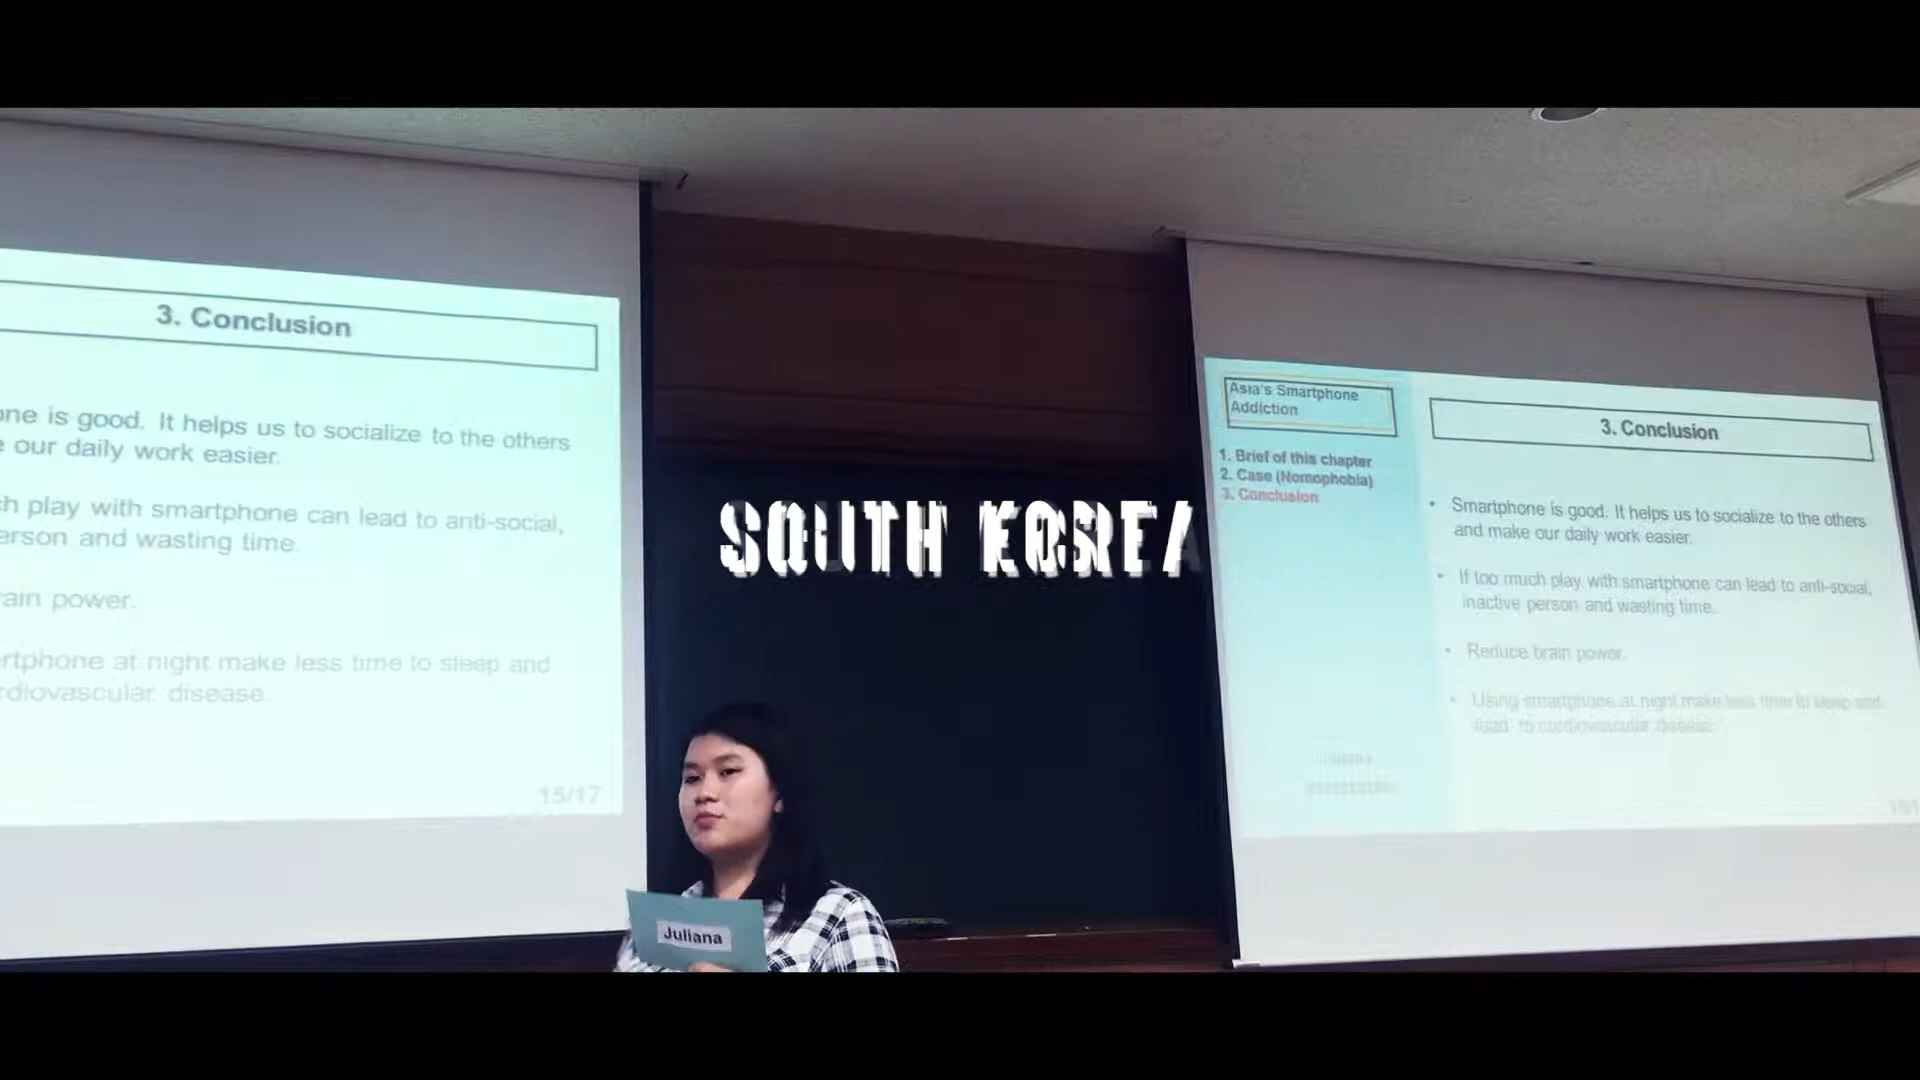 3. Conclusion
one is good. It helps us to socialize to the others
our daily work easier.
ch play with smartphone can lead to anti-social,
erson and wasting time.
ain power.
rtphone at night make less time to sleep and
rdiovascular disease.
15/17
SOUTH KOREA
Juliana
Asia's Smartphone
Addiction
1. Brief of this chapter
2. Case (Nomophobia)
3. Conclusion
3. Conclusion
• Smartphone is good. It helps us to socialize to the others
and make our daily work easier.
• If too much play with smartphone can lead to anti-social,
inactive person and wasting time.
• Reduce brain power.
• Using smartphone at night make less time to sleep and
lead to cardiovascular disease.